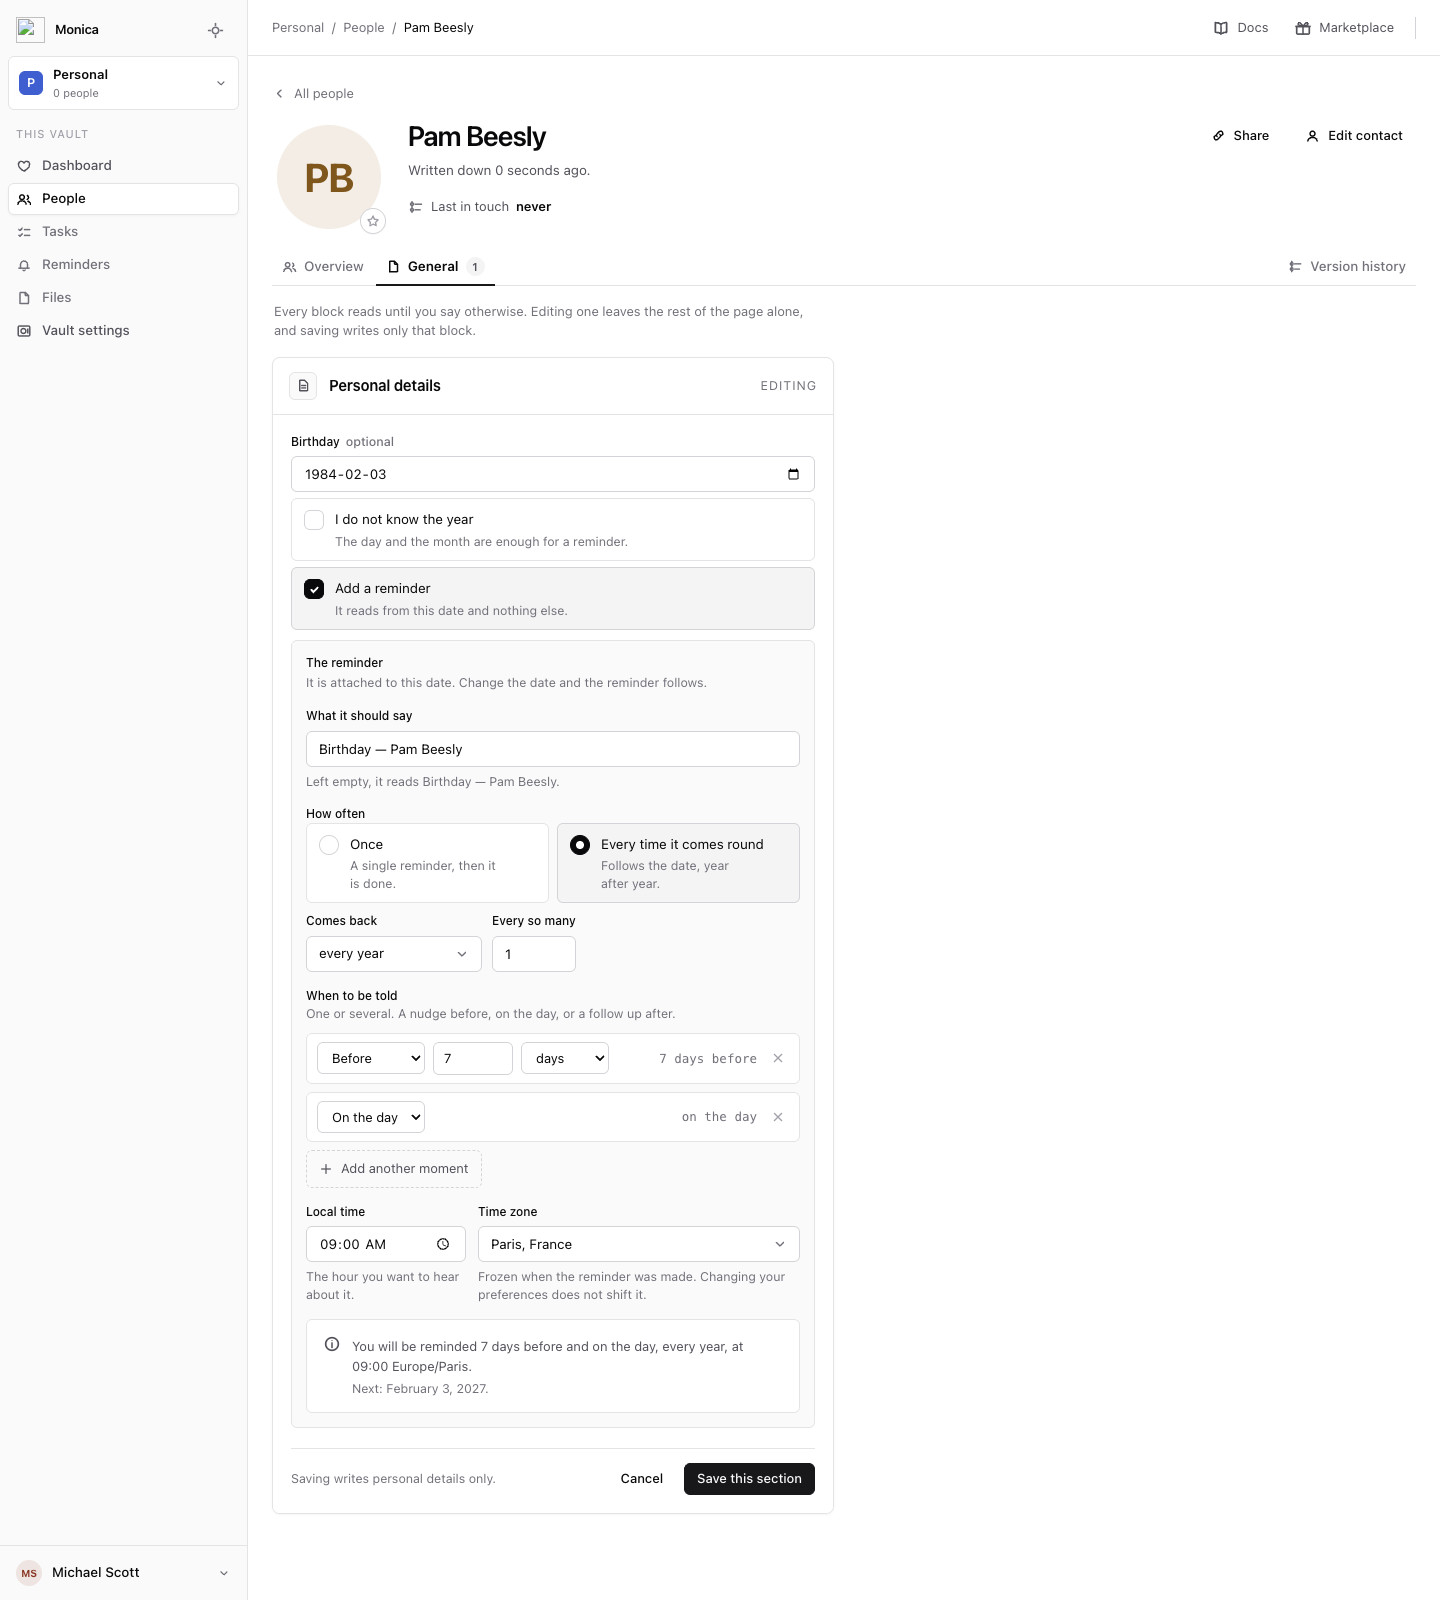 Monica
P
Personal
0 people
THIS VAULT
Dashboard
People
Tasks
Reminders
Files
Vault settings
MS
Michael Scott
Personal / People / Pam Beesly
Docs
Marketplace
All people
PB
Pam Beesly
Written down 0 seconds ago.
Last in touch never
Share
Edit contact
Overview
General 1
Version history
Every block reads until you say otherwise. Editing one leaves the rest of the page alone,
and saving writes only that block.
Personal details
EDITING
Birthday optional
1984-02-03
I do not know the year
The day and the month are enough for a reminder.
Add a reminder
It reads from this date and nothing else.
The reminder
It is attached to this date. Change the date and the reminder follows.
What it should say
Birthday — Pam Beesly
Left empty, it reads Birthday — Pam Beesly.
How often
Once
A single reminder, then it
is done.
Every time it comes round
Follows the date, year
after year.
Comes back
every year
Every so many
1
When to be told
One or several. A nudge before, on the day, or a follow up after.
Before
7
days
7 days before
On the day
on the day
Add another moment
Local time
09:00 AM
The hour you want to hear
about it.
Time zone
Paris, France
Frozen when the reminder was made. Changing your
preferences does not shift it.
You will be reminded 7 days before and on the day, every year, at
09:00 Europe/Paris.
Next: February 3, 2027.
Saving writes personal details only.
Cancel
Save this section